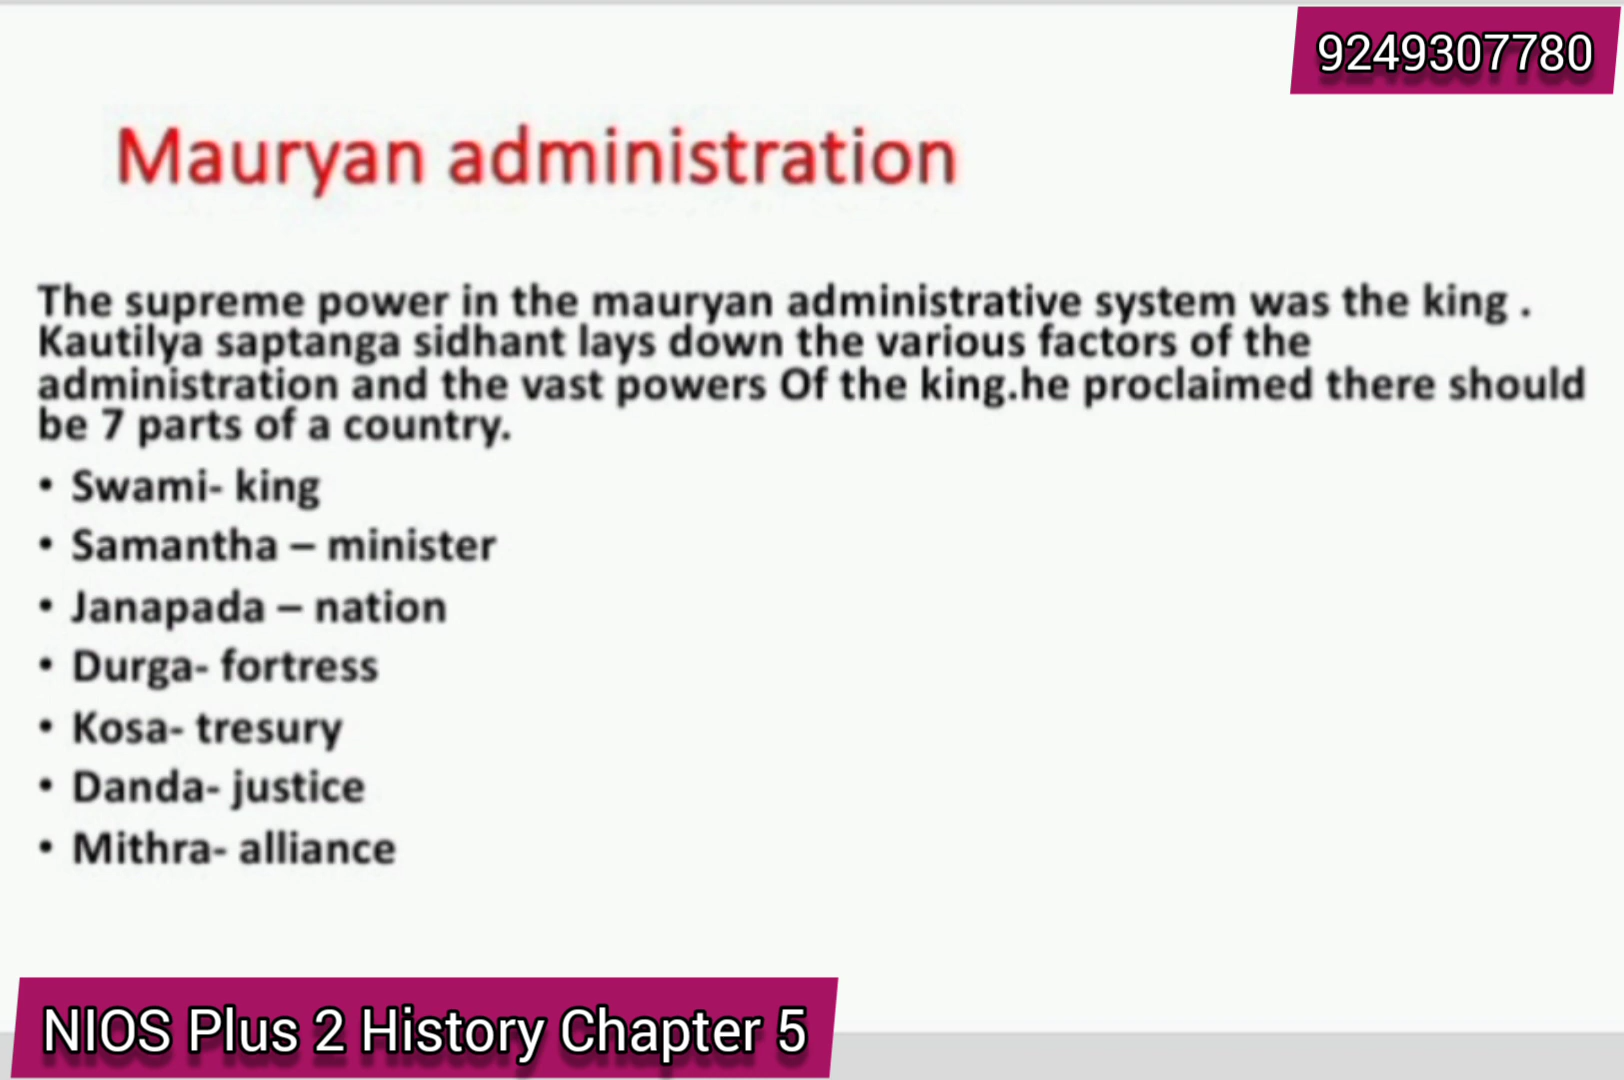 9249307780
Mauryan administration
The supreme power in the mauryan administrative system was the king .
Kautilya saptanga sidhant lays down the various factors of the
administration and the vast powers Of the king.he proclaimed there should
be 7 parts of a country.
• Swami- king
• Samantha – minister
• Janapada – nation
• Durga- fortress
• Kosa- tresury
• Danda- justice
• Mithra- alliance
NIOS Plus 2 History Chapter 5